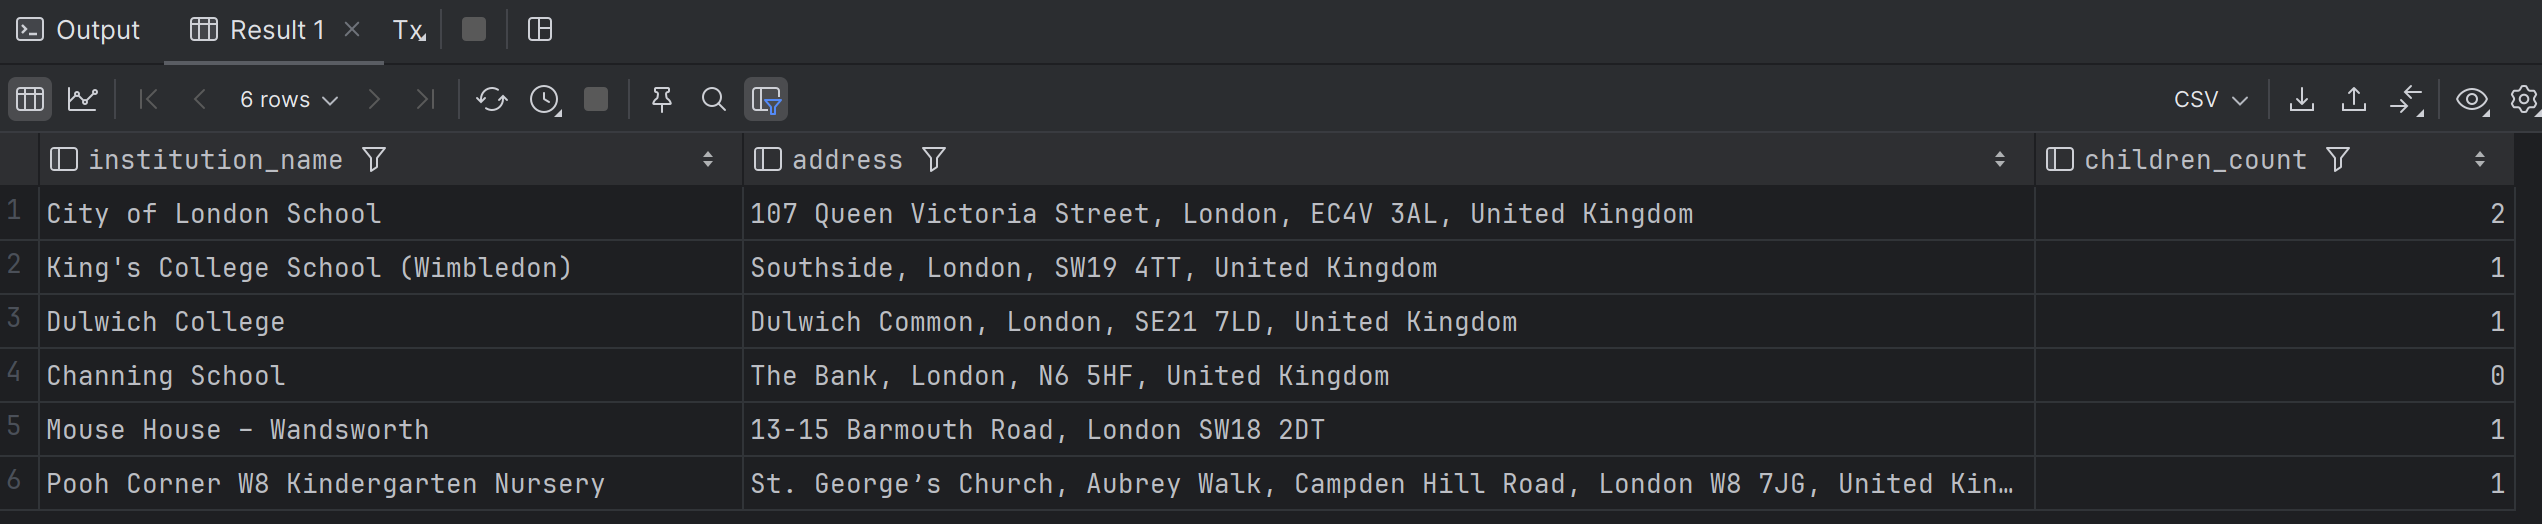 Output Result 1 Tx
6 rows CSV
institution_name address children_count
1 City of London School 107 Queen Victoria Street, London, EC4V 3AL, United Kingdom 2
2 King's College School (Wimbledon) Southside, London, SW19 4TT, United Kingdom 1
3 Dulwich College Dulwich Common, London, SE21 7LD, United Kingdom 1
4 Channing School The Bank, London, N6 5HF, United Kingdom 0
5 Mouse House – Wandsworth 13-15 Barmouth Road, London SW18 2DT 1
6 Pooh Corner W8 Kindergarten Nursery St. George’s Church, Aubrey Walk, Campden Hill Road, London W8 7JG, United Kin… 1